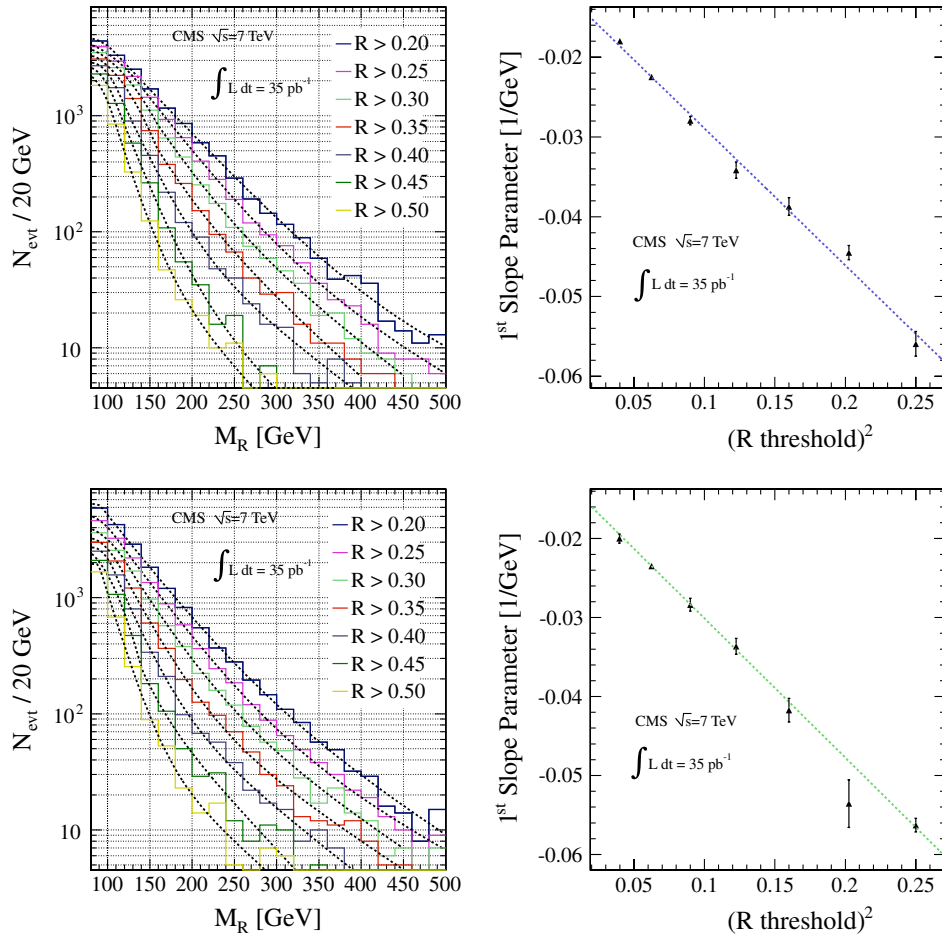 CMS √s=7 TeV
∫ L dt = 35 pb⁻¹
R > 0.20
R > 0.25
R > 0.30
R > 0.35
R > 0.40
R > 0.45
R > 0.50
10³
10²
10
N_evt / 20 GeV
100 150 200 250 300 350 400 450 500
M_R [GeV]
-0.02
-0.03
-0.04
-0.05
-0.06
1ˢᵗ Slope Parameter [1/GeV]
CMS √s=7 TeV
∫ L dt = 35 pb⁻¹
0.05 0.1 0.15 0.2 0.25
(R threshold)²
CMS √s=7 TeV
∫ L dt = 35 pb⁻¹
R > 0.20
R > 0.25
R > 0.30
R > 0.35
R > 0.40
R > 0.45
R > 0.50
10³
10²
10
N_evt / 20 GeV
100 150 200 250 300 350 400 450 500
M_R [GeV]
-0.02
-0.03
-0.04
-0.05
-0.06
1ˢᵗ Slope Parameter [1/GeV]
CMS √s=7 TeV
∫ L dt = 35 pb⁻¹
0.05 0.1 0.15 0.2 0.25
(R threshold)²